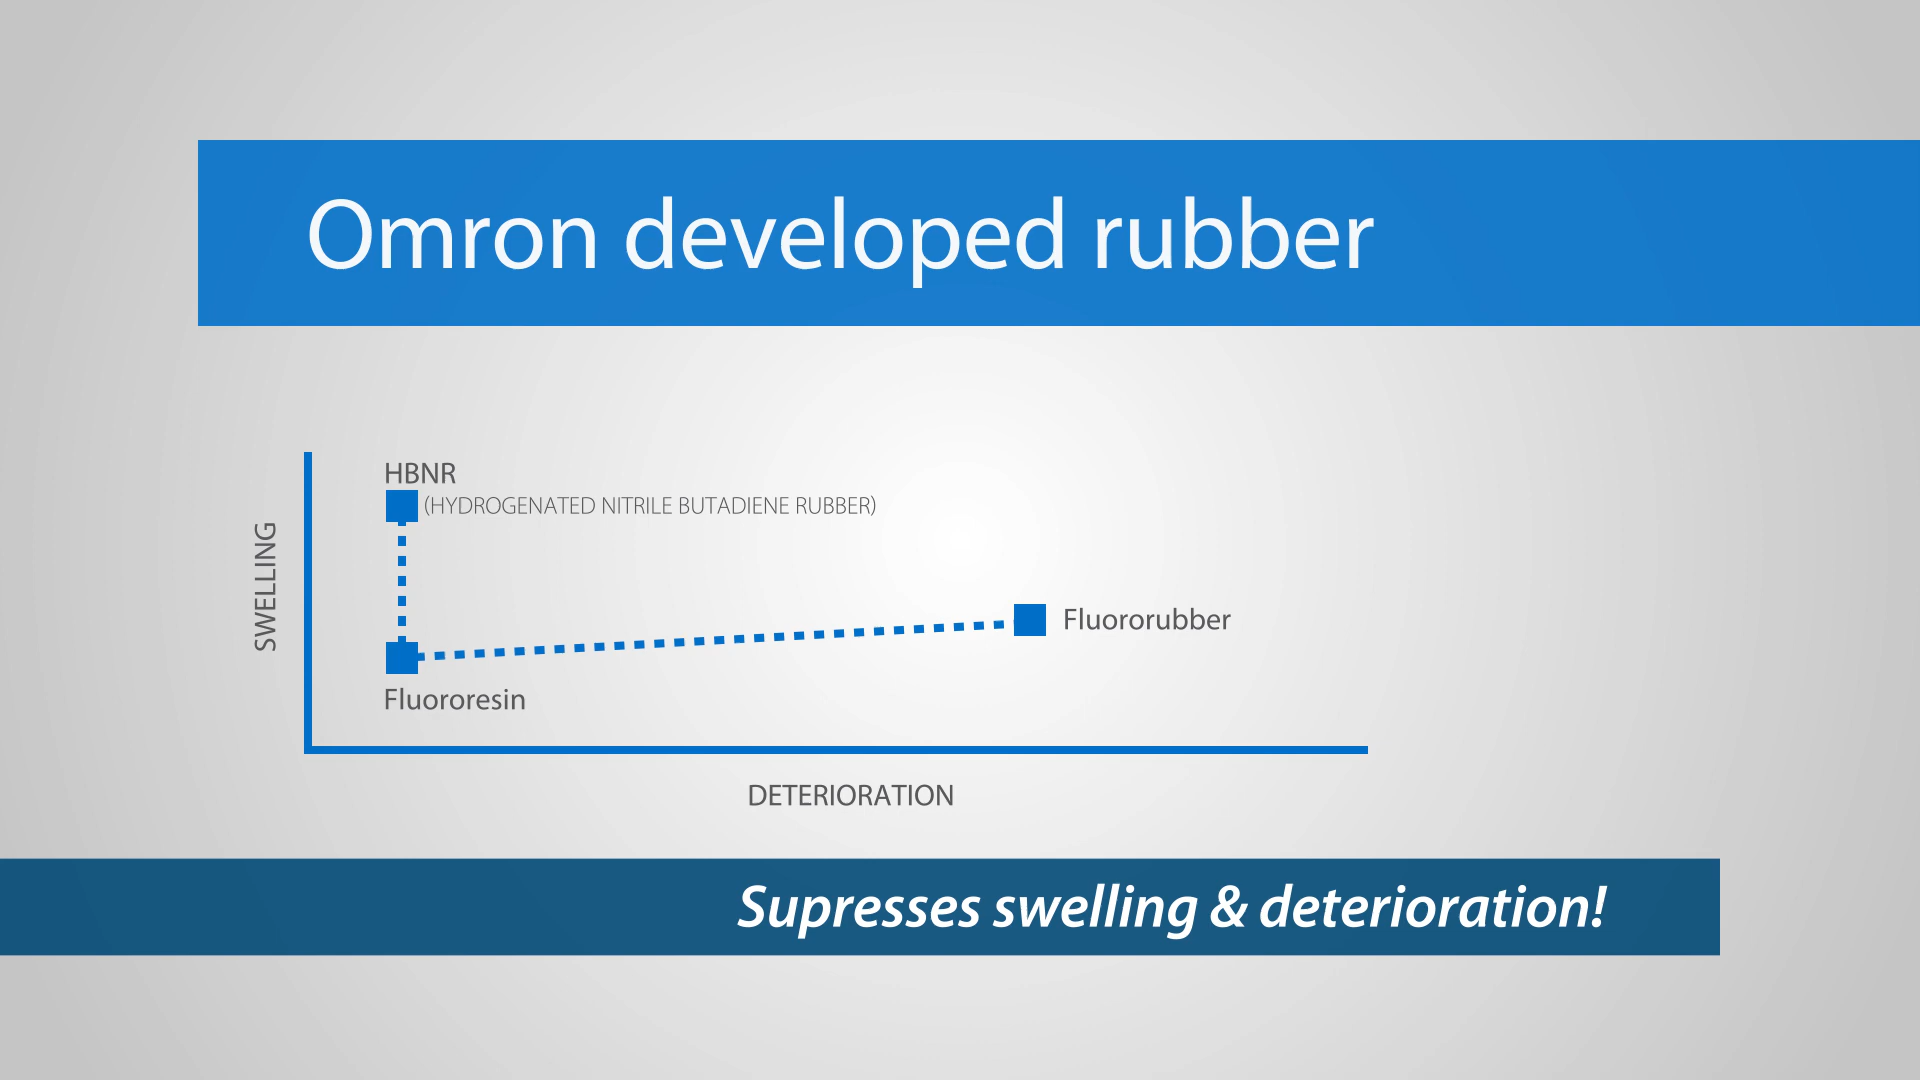 Omron developed rubber
HBNR
(HYDROGENATED NITRILE BUTADIENE RUBBER)
SWELLING
Fluororubber
Fluororesin
DETERIORATION
Supresses swelling & deterioration!